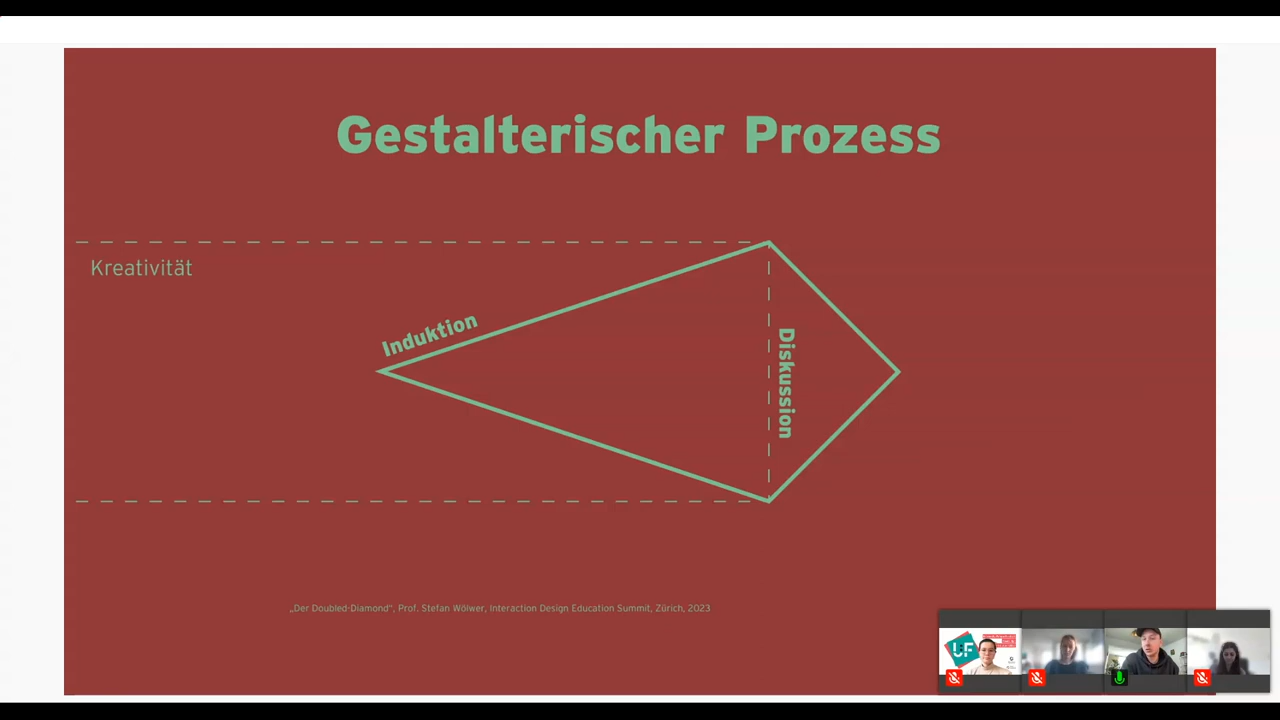 Gestalterischer Prozess
Kreativität
Induktion
Diskussion
„Der Doubled-Diamond“, Prof. Stefan Wölwer, Interaction Design Education Summit, Zürich, 2023
U:F